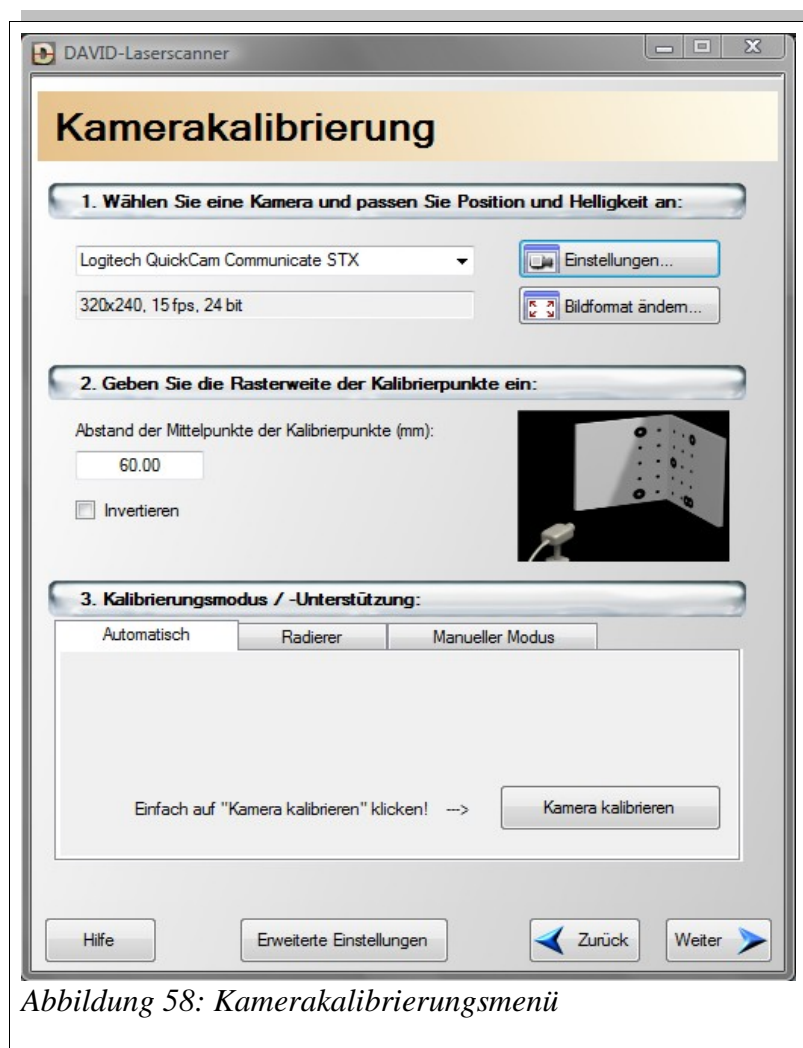 DAVID-Laserscanner
Kamerakalibrierung
1. Wählen Sie eine Kamera und passen Sie Position und Helligkeit an:
Logitech QuickCam Communicate STX
Einstellungen...
320x240, 15 fps, 24 bit
Bildformat ändern...
2. Geben Sie die Rasterweite der Kalibrierpunkte ein:
Abstand der Mittelpunkte der Kalibrierpunkte (mm):
60.00
Invertieren
3. Kalibrierungsmodus / -Unterstützung:
Automatisch Radierer Manueller Modus
Einfach auf "Kamera kalibrieren" klicken! ---> Kamera kalibrieren
Hilfe Erweiterte Einstellungen Zurück Weiter
Abbildung 58: Kamerakalibrierungsmenü